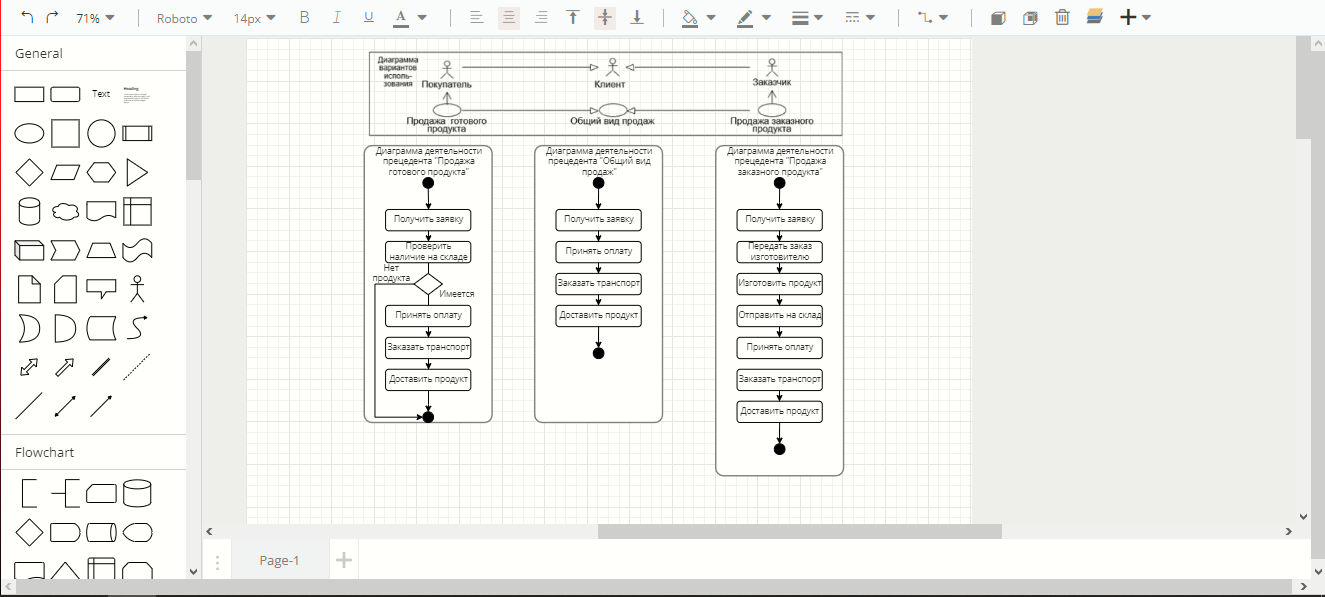 71%
Roboto
14px
B
I
U
A
General
Text
Heading
Flowchart
Диаграмма
вариантов
исполь-
зования
Покупатель
Клиент
Заказчик
Продажа готового
продукта
Общий вид продаж
Продажа заказного
продукта
Диаграмма деятельности
прецедента "Продажа
готового продукта"
Получить заявку
Проверить
наличие на складе
Нет
продукта
Имеется
Принять оплату
Заказать транспорт
Доставить продукт
Диаграмма деятельности
прецедента "Общий вид
продаж"
Получить заявку
Принять оплату
Заказать транспорт
Доставить продукт
Диаграмма деятельности
прецедента "Продажа
заказного продукта"
Получить заявку
Передать заказ
изготовителю
Изготовить продукт
Отправить на склад
Принять оплату
Заказать транспорт
Доставить продукт
Page-1